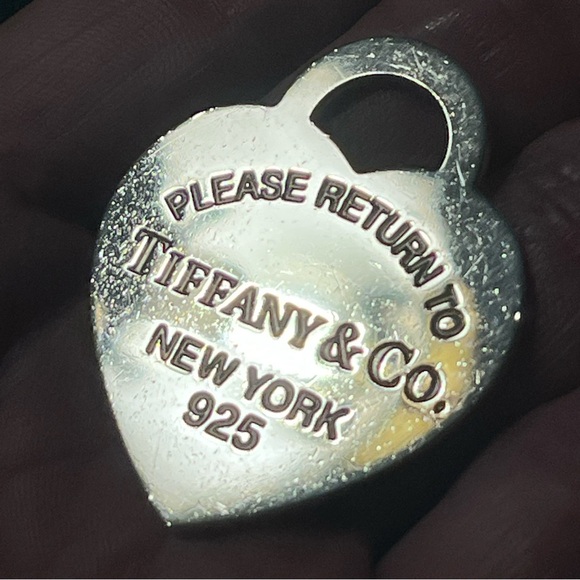 PLEASE RETURN TO
TIFFANY & CO.
NEW YORK
925